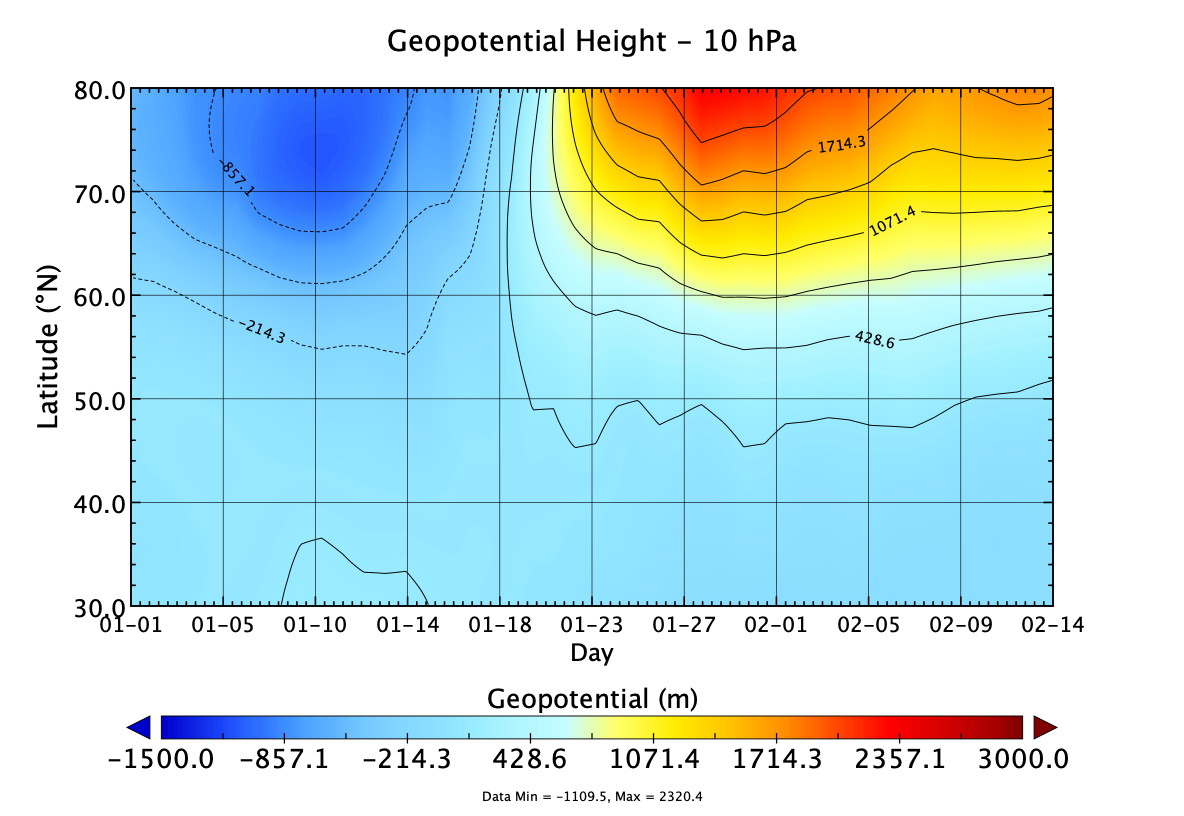 Geopotential Height – 10 hPa
80.0
70.0
60.0
50.0
40.0
30.0
Latitude (°N)
-857.1
-214.3
1714.3
1071.4
428.6
01–01 01–05 01–10 01–14 01–18 01–23 01–27 02–01 02–05 02–09 02–14
Day
Geopotential (m)
–1500.0 –857.1 –214.3 428.6 1071.4 1714.3 2357.1 3000.0
Data Min = -1109.5, Max = 2320.4